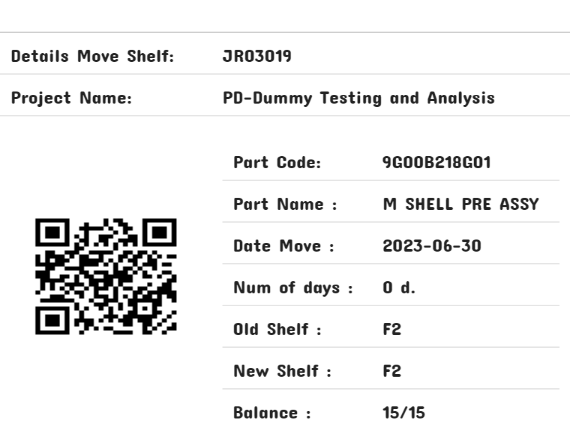 Details Move Shelf: JR03019
Project Name: PD-Dummy Testing and Analysis
Part Code: 9G00B218G01
Part Name : M SHELL PRE ASSY
Date Move : 2023-06-30
Num of days : 0 d.
Old Shelf : F2
New Shelf : F2
Balance : 15/15